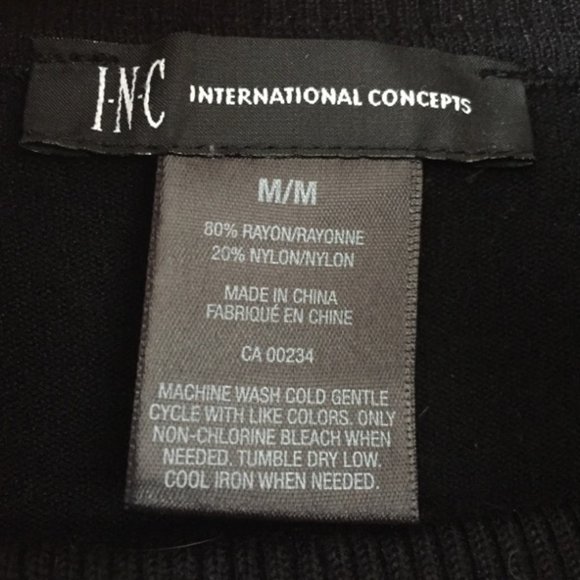 I·N·C INTERNATIONAL CONCEPTS
M/M
80% RAYON/RAYONNE
20% NYLON/NYLON
MADE IN CHINA
FABRIQUÉ EN CHINE
CA 00234
MACHINE WASH COLD GENTLE
CYCLE WITH LIKE COLORS. ONLY
NON-CHLORINE BLEACH WHEN
NEEDED. TUMBLE DRY LOW.
COOL IRON WHEN NEEDED.